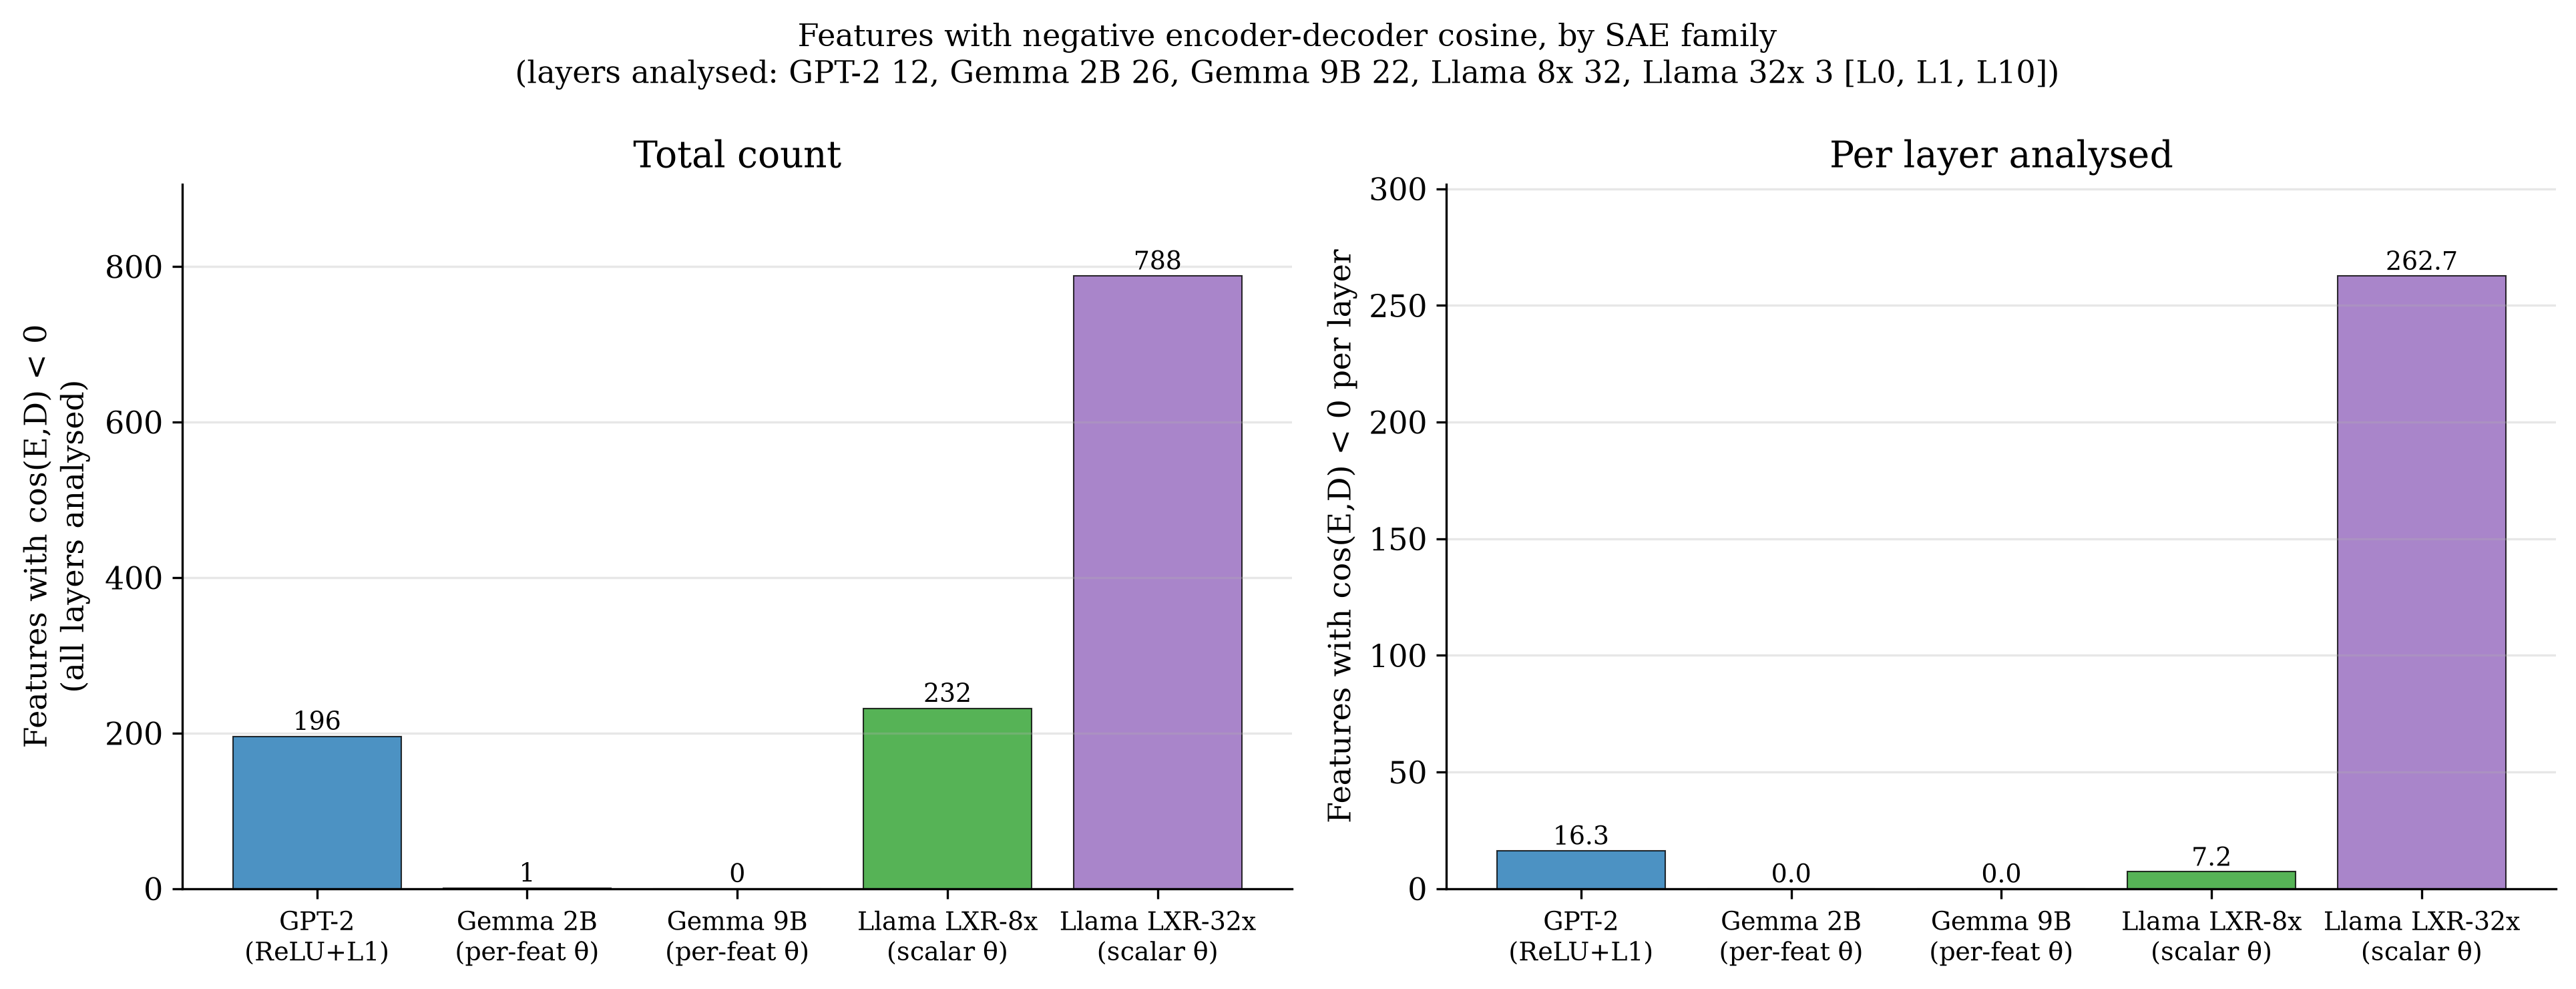 Features with negative encoder-decoder cosine, by SAE family
(layers analysed: GPT-2 12, Gemma 2B 26, Gemma 9B 22, Llama 8x 32, Llama 32x 3 [L0, L1, L10])
Total count
Features with cos(E,D) < 0
(all layers analysed)
800
600
400
200
0
196
1
0
232
788
GPT-2
(ReLU+L1)
Gemma 2B
(per-feat θ)
Gemma 9B
(per-feat θ)
Llama LXR-8x
(scalar θ)
Llama LXR-32x
(scalar θ)
Per layer analysed
Features with cos(E,D) < 0 per layer
300
250
200
150
100
50
0
16.3
0.0
0.0
7.2
262.7
GPT-2
(ReLU+L1)
Gemma 2B
(per-feat θ)
Gemma 9B
(per-feat θ)
Llama LXR-8x
(scalar θ)
Llama LXR-32x
(scalar θ)